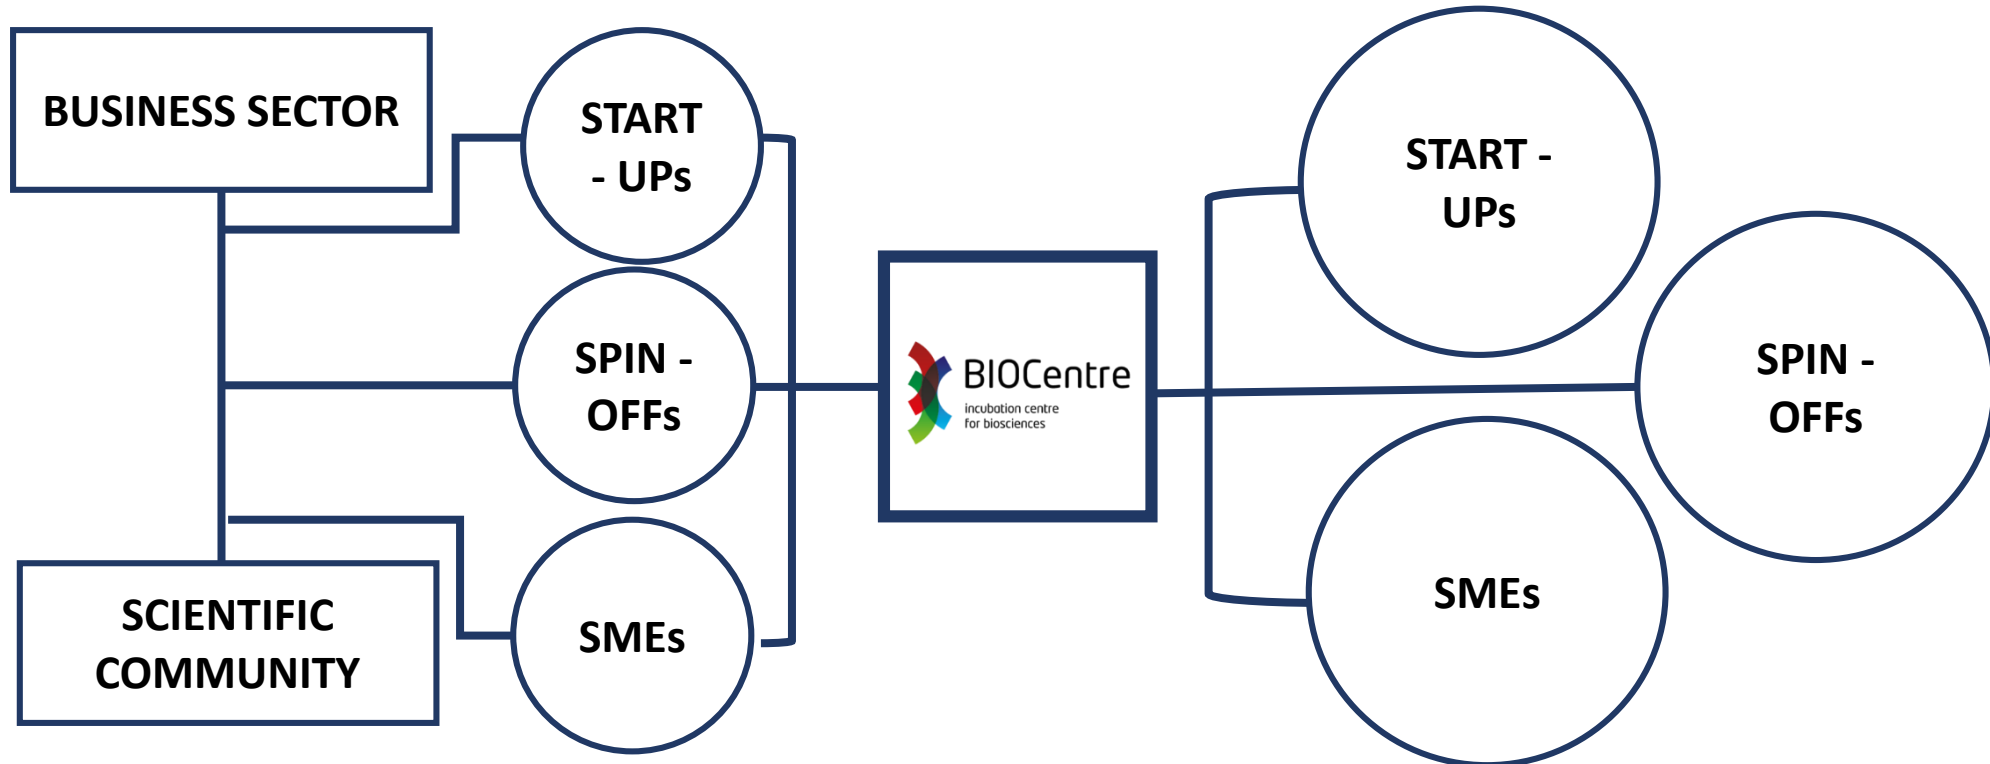 BUSINESS SECTOR
SCIENTIFIC
COMMUNITY
START
- UPs
SPIN -
OFFs
SMEs
BIOCentre
incubation centre
for biosciences
START -
UPs
SPIN -
OFFs
SMEs